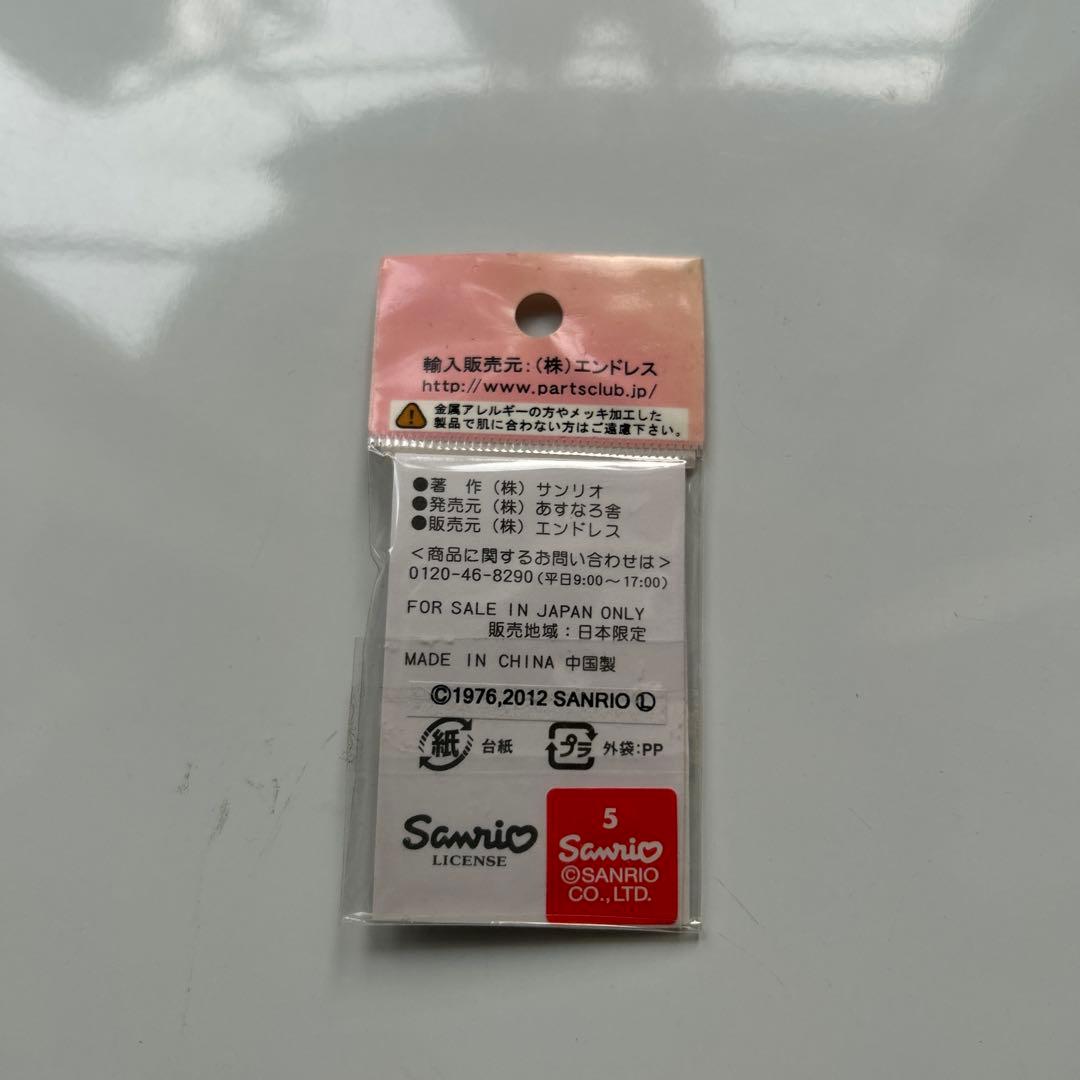 輸入販売元:(株)エンドレス
http://www.partsclub.jp/
金属アレルギーの方やメッキ加工した
製品で肌に合わない方はご遠慮下さい。
●著　作（株）サンリオ
●発売元（株）あすなろ舎
●販売元（株）エンドレス
＜商品に関するお問い合わせは＞
0120-46-8290(平日9:00～17:00)
FOR SALE IN JAPAN ONLY
販売地域：日本限定
MADE IN CHINA 中国製
©1976,2012 SANRIO Ⓛ
紙 台紙 プラ 外袋:PP
Sanrio
LICENSE
5
Sanrio
©SANRIO
CO.,LTD.